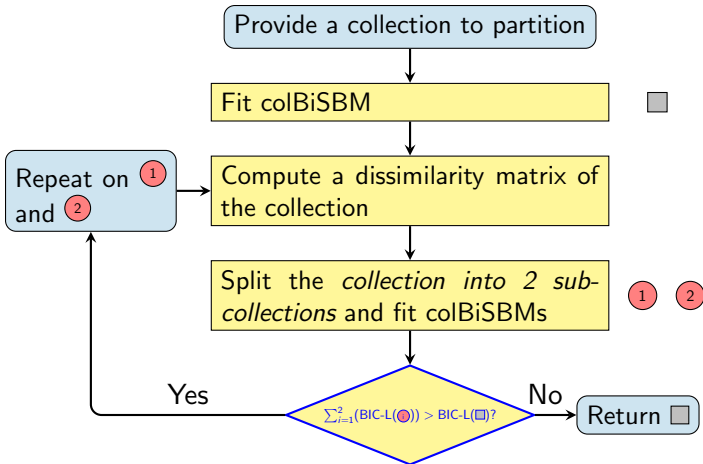 Provide a collection to partition
Fit colBiSBM
Repeat on 1
and 2
Compute a dissimilarity matrix of
the collection
Split the collection into 2 sub-
collections and fit colBiSBMs
1 2
Yes
∑²ᵢ₌₁(BIC-L(i)) > BIC-L(□)?
No
Return